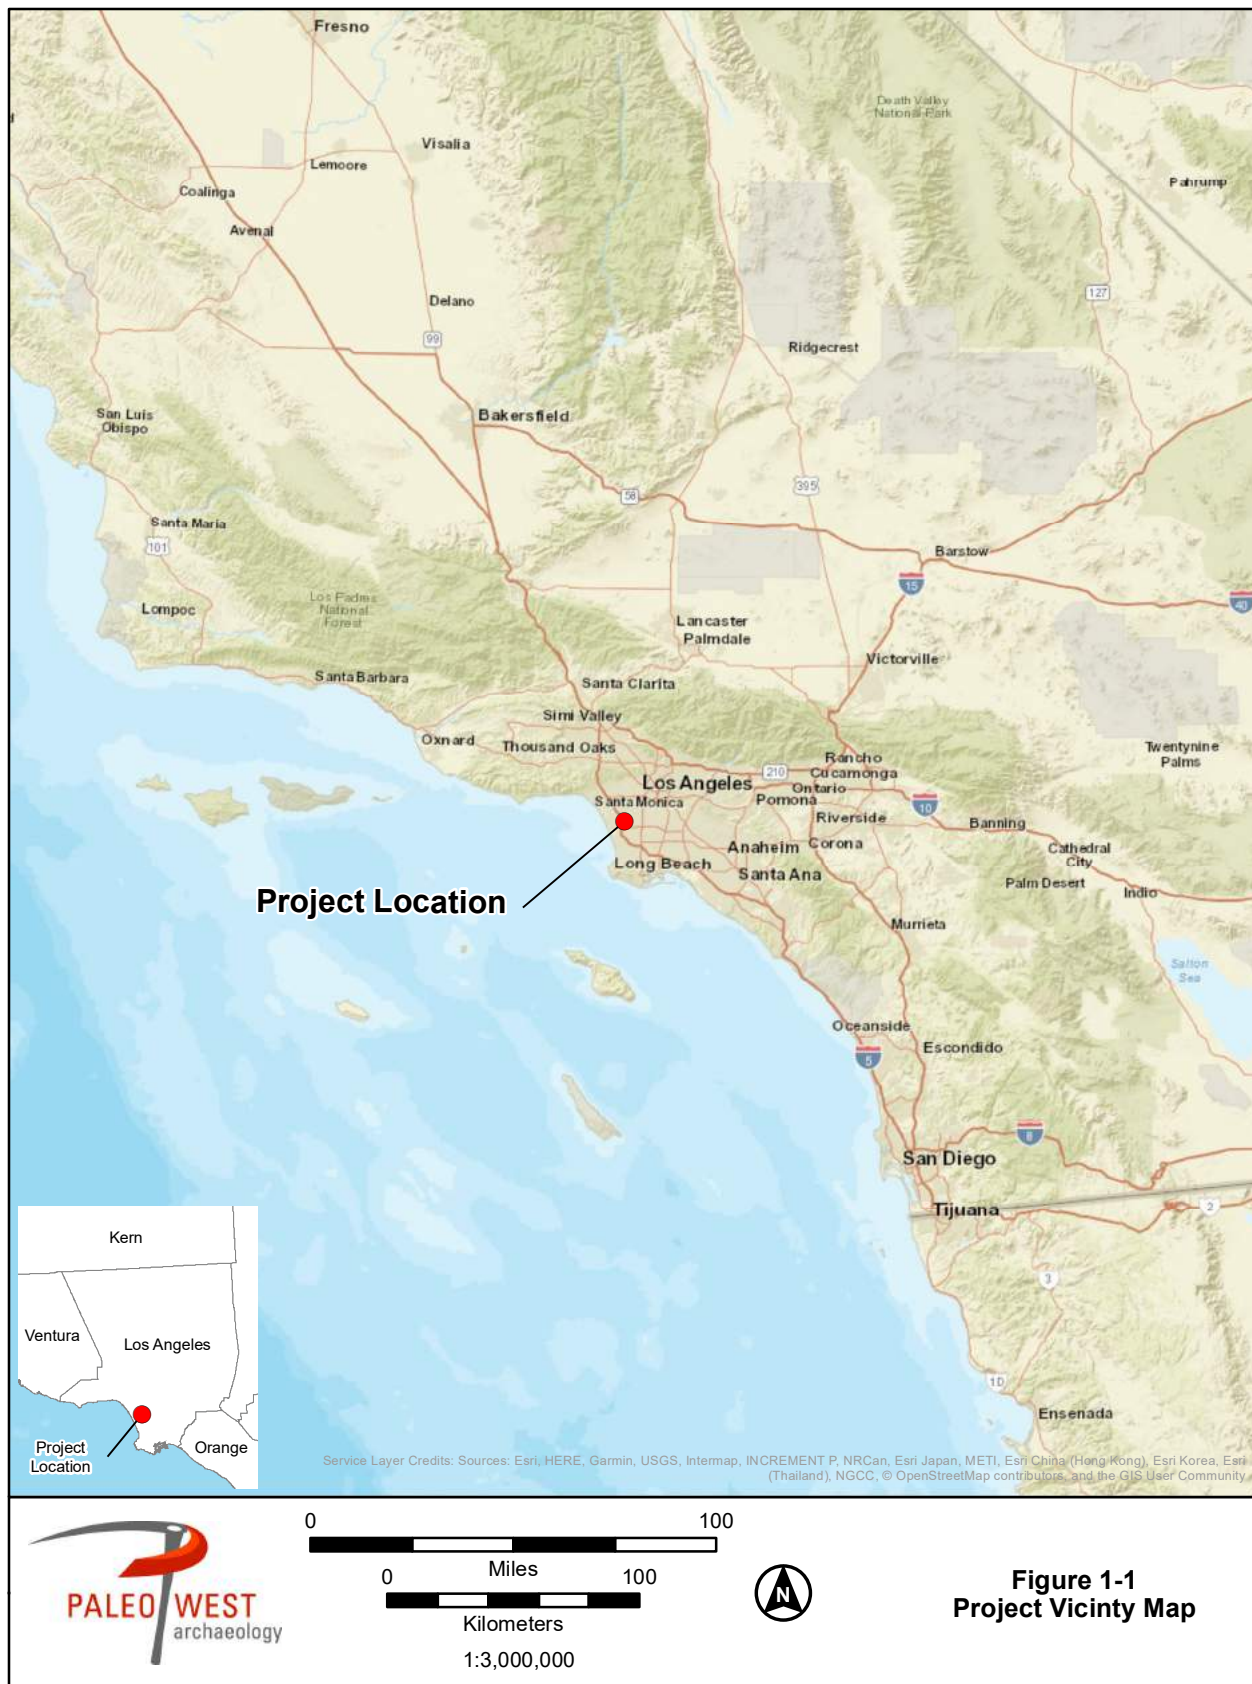 Fresno
Death Valley
National Park
Visalia
Lemoore
Pahrump
Coalinga
Avenal
127
Delano
99
Ridgecrest
San Luis
Obispo
Bakersfield
395
58
Santa Maria
101
Barstow
15
40
Los Padres
National
Forest
Lompoc
Lancaster
Palmdale
Victorville
Santa Barbara
Santa Clarita
Simi Valley
Oxnard
Thousand Oaks
Twentynine
Palms
Rancho
Cucamonga
210
Los Angeles
Ontario
Pomona
Santa Monica
10
Riverside
Banning
Anaheim
Corona
Cathedral
City
Long Beach
Santa Ana
Palm Desert
Indio
Project Location
Murrieta
Salton
Sea
Oceanside
Escondido
5
8
San Diego
Tijuana
2
3
1D
Ensenada
Kern
Ventura
Los Angeles
Project
Location
Orange
Service Layer Credits: Sources: Esri, HERE, Garmin, USGS, Intermap, INCREMENT P, NRCan, Esri Japan, METI, Esri China (Hong Kong), Esri Korea, Esri
(Thailand), NGCC, © OpenStreetMap contributors, and the GIS User Community
PALEO WEST
archaeology
0 100
Miles
0 100
Kilometers
1:3,000,000
N
Figure 1-1
Project Vicinty Map